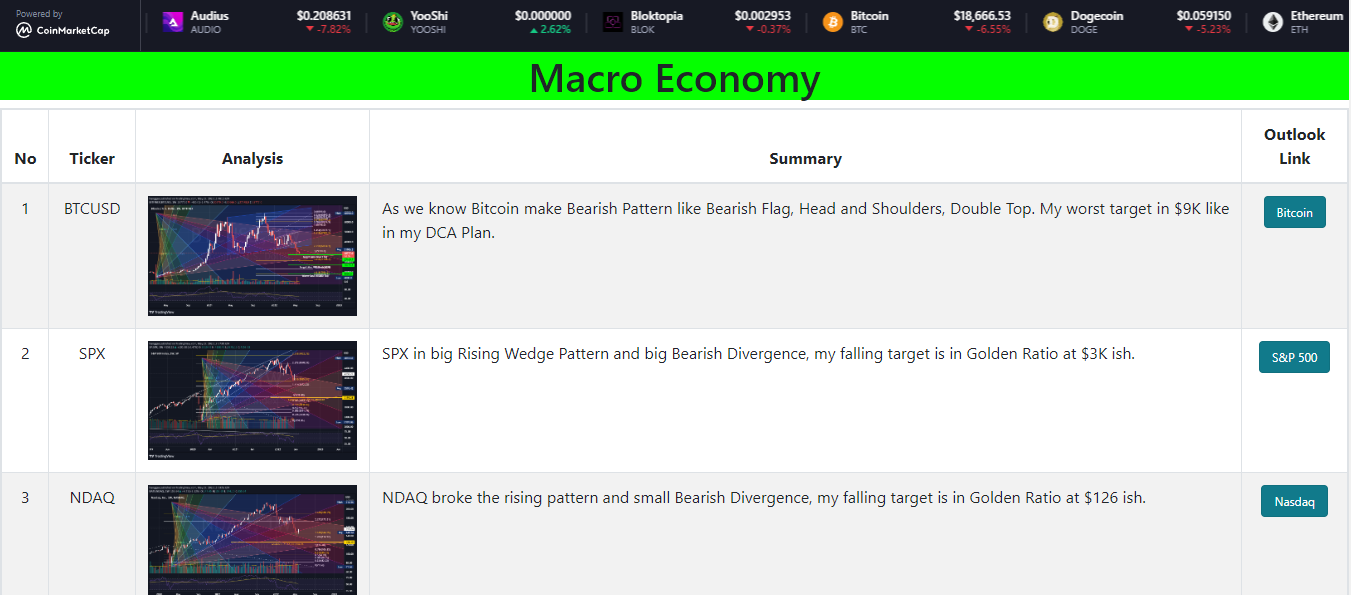 Powered by
CoinMarketCap
Audius $0.208631
AUDIO -7.82%
YooShi $0.000000
YOOSHI 2.62%
Bloktopia $0.002953
BLOK -0.37%
Bitcoin $18,666.53
BTC -6.55%
Dogecoin $0.059150
DOGE -5.23%
Ethereum
ETH
Macro Economy
No Ticker Analysis Summary Outlook Link
1 BTCUSD
As we know Bitcoin make Bearish Pattern like Bearish Flag, Head and Shoulders, Double Top. My worst target in $9K like
in my DCA Plan.
Bitcoin
2 SPX
SPX in big Rising Wedge Pattern and big Bearish Divergence, my falling target is in Golden Ratio at $3K ish.
S&P 500
3 NDAQ
NDAQ broke the rising pattern and small Bearish Divergence, my falling target is in Golden Ratio at $126 ish.
Nasdaq